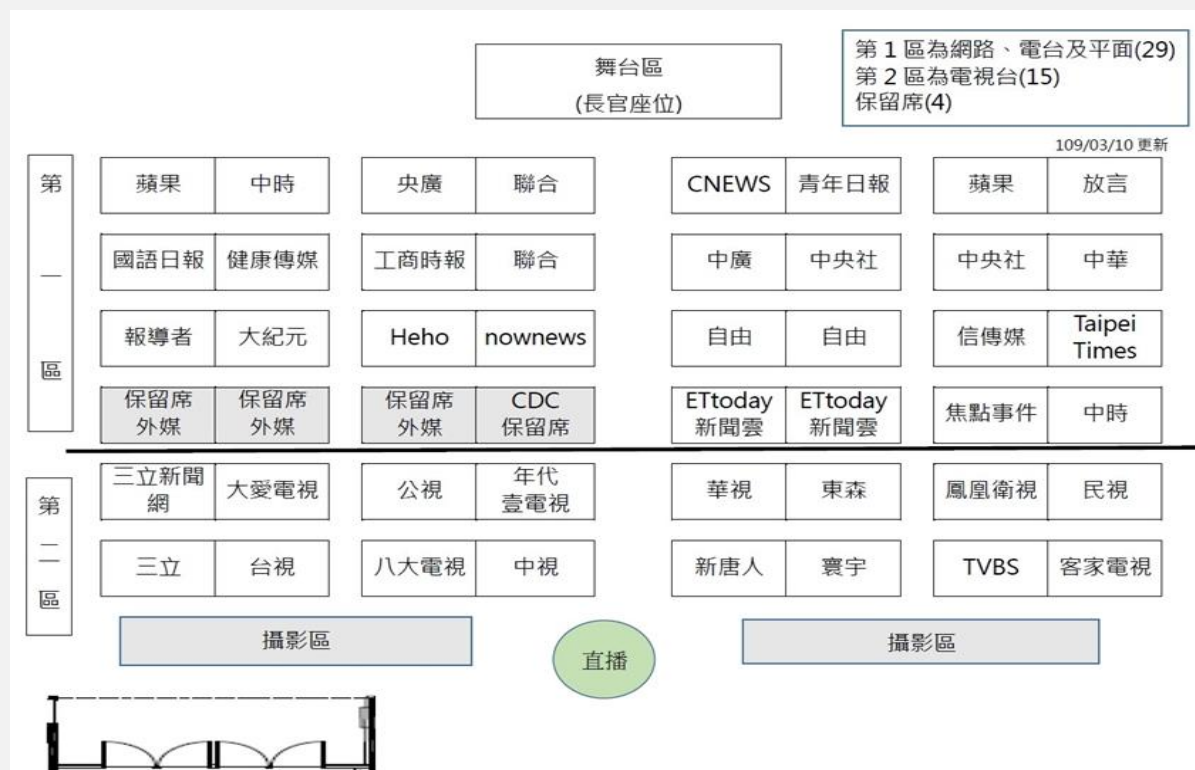 舞台區
(長官座位)
第 1 區為網路、電台及平面(29)
第 2 區為電視台(15)
保留席(4)
109/03/10 更新
第一區
蘋果 中時 央廣 聯合 CNEWS 青年日報 蘋果 放言
國語日報 健康傳媒 工商時報 聯合 中廣 中央社 中央社 中華
報導者 大紀元 Heho nownews 自由 自由 信傳媒 Taipei Times
保留席 保留席 保留席 CDC ETtoday ETtoday 焦點事件 中時
外媒 外媒 外媒 保留席 新聞雲 新聞雲
第二區
三立新聞網 大愛電視 公視 年代壹電視 華視 東森 鳳凰衛視 民視
三立 台視 八大電視 中視 新唐人 寰宇 TVBS 客家電視
攝影區
直播
攝影區